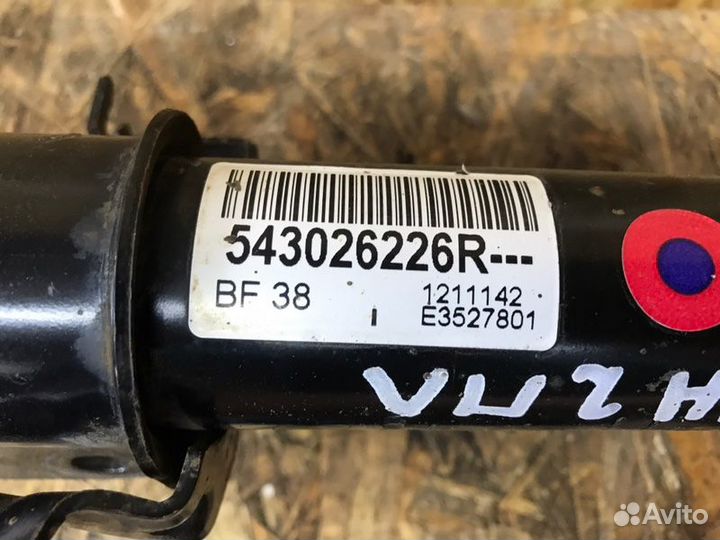 543026226R---
BF 38
1211142
I
E3527801
Avito